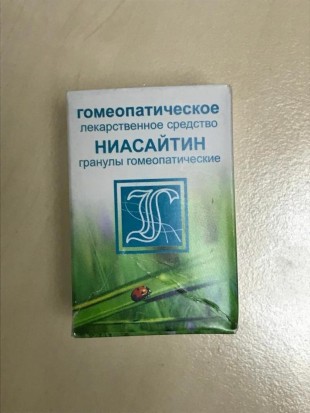 гомеопатическое
лекарственное средство
НИАСАЙТИН
гранулы гомеопатические